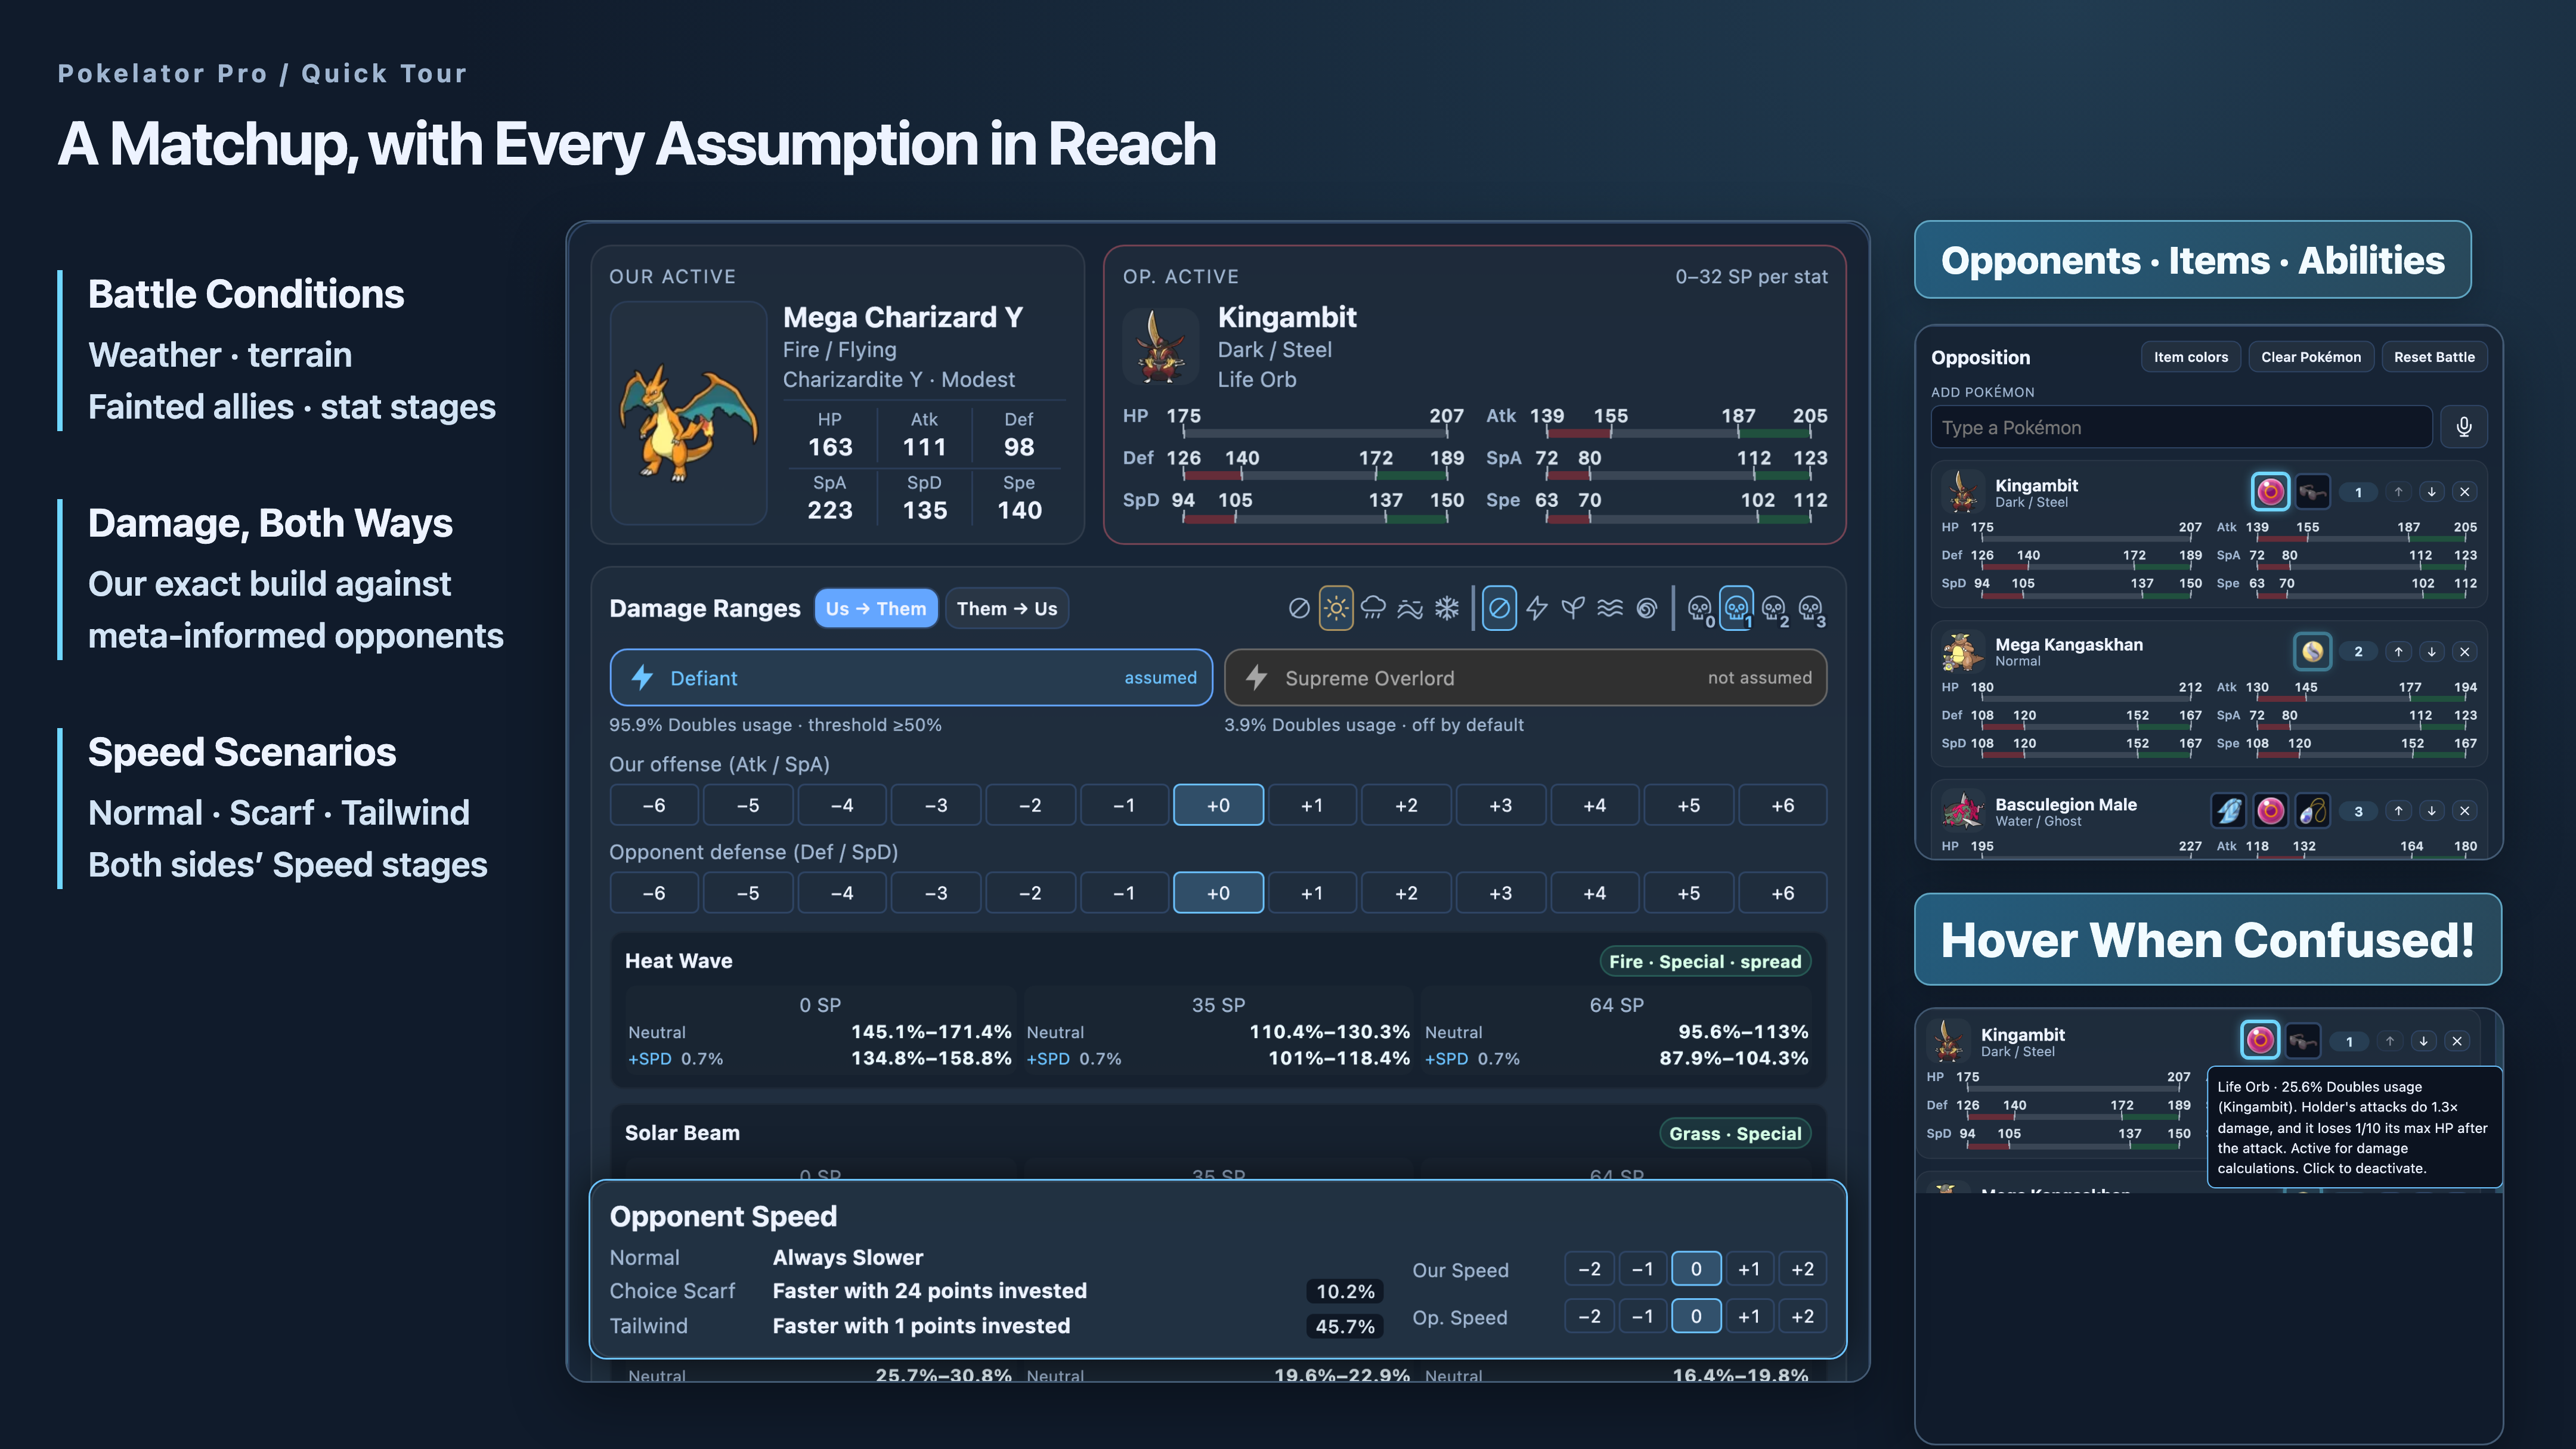 Pokelator Pro / Quick Tour
A Matchup, with Every Assumption in Reach
Battle Conditions
Weather · terrain
Fainted allies · stat stages
Damage, Both Ways
Our exact build against
meta-informed opponents
Speed Scenarios
Normal · Scarf · Tailwind
Both sides’ Speed stages
OUR ACTIVE
Mega Charizard Y
Fire / Flying
Charizardite Y · Modest
HP Atk Def
163 111 98
SpA SpD Spe
223 135 140
OP. ACTIVE 0–32 SP per stat
Kingambit
Dark / Steel
Life Orb
HP 175 207 Atk 139 155 187 205
Def 126 140 172 189 SpA 72 80 112 123
SpD 94 105 137 150 Spe 63 70 102 112
Damage Ranges Us → Them Them → Us 0 1 2 3
Defiant assumed Supreme Overlord not assumed
95.9% Doubles usage · threshold ≥50% 3.9% Doubles usage · off by default
Our offense (Atk / SpA)
−6 −5 −4 −3 −2 −1 +0 +1 +2 +3 +4 +5 +6
Opponent defense (Def / SpD)
−6 −5 −4 −3 −2 −1 +0 +1 +2 +3 +4 +5 +6
Heat Wave Fire · Special · spread
0 SP 35 SP 64 SP
Neutral 145.1%–171.4% Neutral 110.4%–130.3% Neutral 95.6%–113%
+SPD 0.7% 134.8%–158.8% +SPD 0.7% 101%–118.4% +SPD 0.7% 87.9%–104.3%
Solar Beam Grass · Special
0 SP 35 SP 64 SP
Opponent Speed
Normal Always Slower
Choice Scarf Faster with 24 points invested 10.2%
Tailwind Faster with 1 points invested 45.7%
Our Speed −2 −1 0 +1 +2
Op. Speed −2 −1 0 +1 +2
Neutral 25.7%–30.8% Neutral 19.6%–22.9% Neutral 16.4%–19.8%
Opponents · Items · Abilities
Opposition Item colors Clear Pokémon Reset Battle
ADD POKÉMON
Type a Pokémon
Kingambit 1 ↑ ↓ ×
Dark / Steel
HP 175 207 Atk 139 155 187 205
Def 126 140 172 189 SpA 72 80 112 123
SpD 94 105 137 150 Spe 63 70 102 112
Mega Kangaskhan 2 ↑ ↓ ×
Normal
HP 180 212 Atk 130 145 177 194
Def 108 120 152 167 SpA 72 80 112 123
SpD 108 120 152 167 Spe 108 120 152 167
Basculegion Male 3 ↑ ↓ ×
Water / Ghost
HP 195 227 Atk 118 132 164 180
Hover When Confused!
Kingambit 1 ↑ ↓ ×
Dark / Steel
HP 175 207
Def 126 140 172 189
SpD 94 105 137 150
Life Orb · 25.6% Doubles usage
(Kingambit). Holder's attacks do 1.3×
damage, and it loses 1/10 its max HP after
the attack. Active for damage
calculations. Click to deactivate.
Mega Kangaskhan